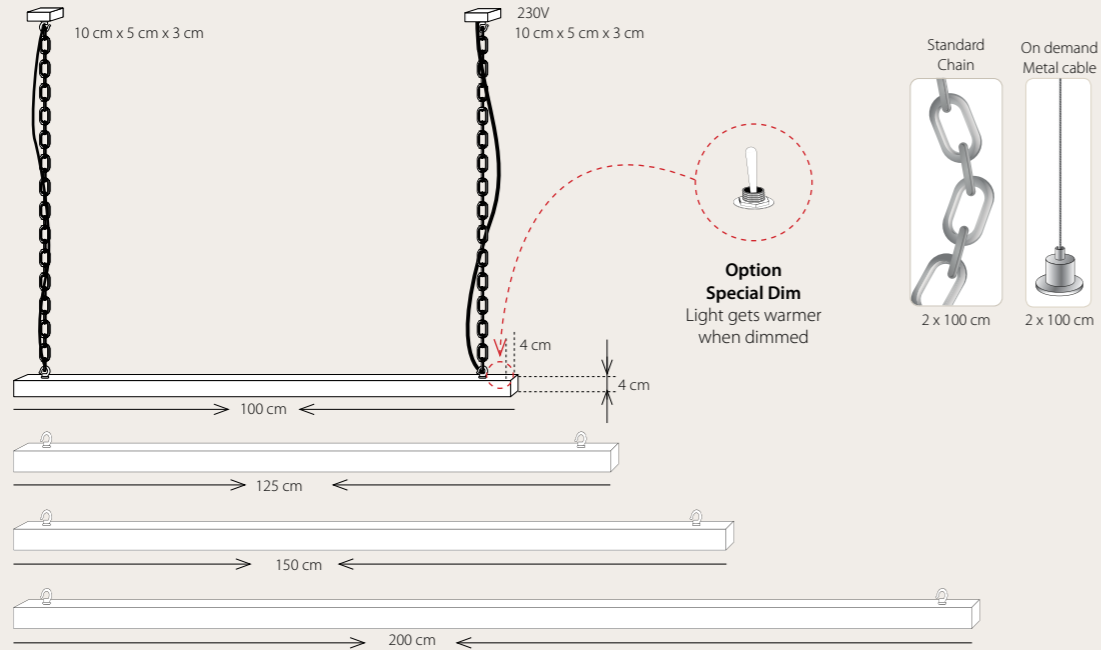 10 cm x 5 cm x 3 cm
230V
10 cm x 5 cm x 3 cm
Standard
Chain
On demand
Metal cable
2 x 100 cm
2 x 100 cm
Option
Special Dim
Light gets warmer
when dimmed
4 cm
4 cm
100 cm
125 cm
150 cm
200 cm